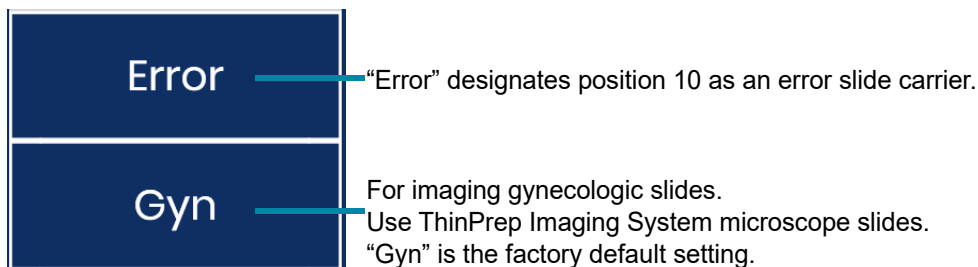 Error
“Error” designates position 10 as an error slide carrier.
Gyn
For imaging gynecologic slides.
Use ThinPrep Imaging System microscope slides.
“Gyn” is the factory default setting.